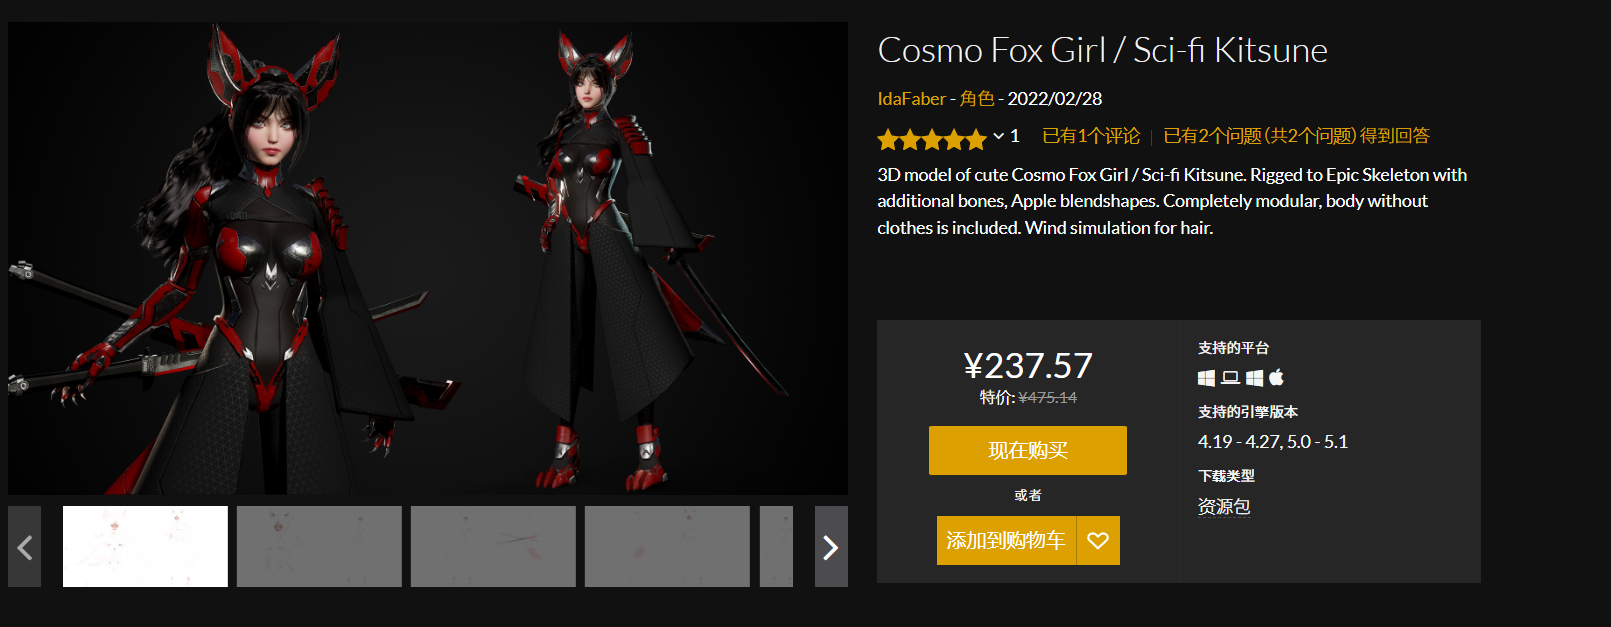 Cosmo Fox Girl / Sci-fi Kitsune
IdaFaber - 角色 - 2022/02/28
1 已有1个评论 | 已有2个问题 (共2个问题) 得到回答
3D model of cute Cosmo Fox Girl / Sci-fi Kitsune. Rigged to Epic Skeleton with
additional bones, Apple blendshapes. Completely modular, body without
clothes is included. Wind simulation for hair.
¥237.57
特价: ¥475.14
现在购买
或者
添加到购物车
支持的平台
支持的引擎版本
4.19 - 4.27, 5.0 - 5.1
下载类型
资源包